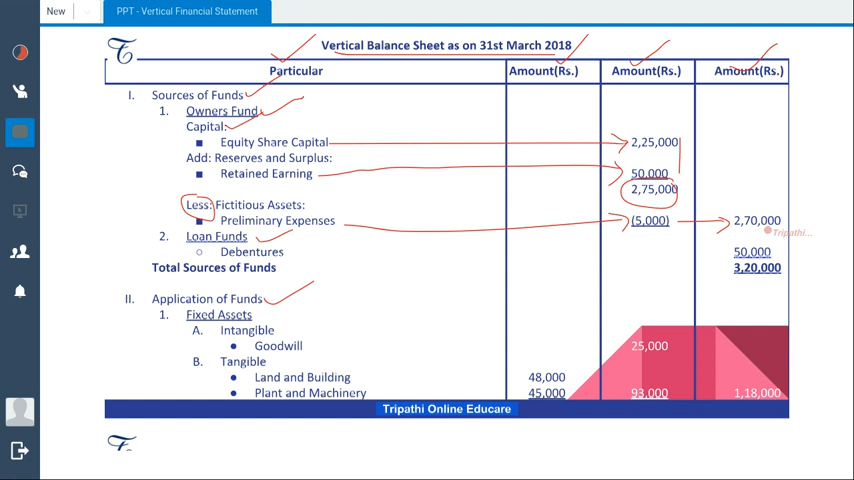 New
PPT - Vertical Financial Statement
Vertical Balance Sheet as on 31st March 2018
Particular Amount(Rs.) Amount(Rs.) Amount(Rs.)
I. Sources of Funds
1. Owners Fund
Capital:
■ Equity Share Capital 2,25,000
Add: Reserves and Surplus:
■ Retained Earning 50,000
2,75,000
Less: Fictitious Assets:
■ Preliminary Expenses (5,000) 2,70,000
Tripathi...
2. Loan Funds
○ Debentures 50,000
Total Sources of Funds 3,20,000
II. Application of Funds
1. Fixed Assets
A. Intangible
● Goodwill 25,000
B. Tangible
● Land and Building 48,000
● Plant and Machinery 45,000 93,000 1,18,000
Tripathi Online Educare